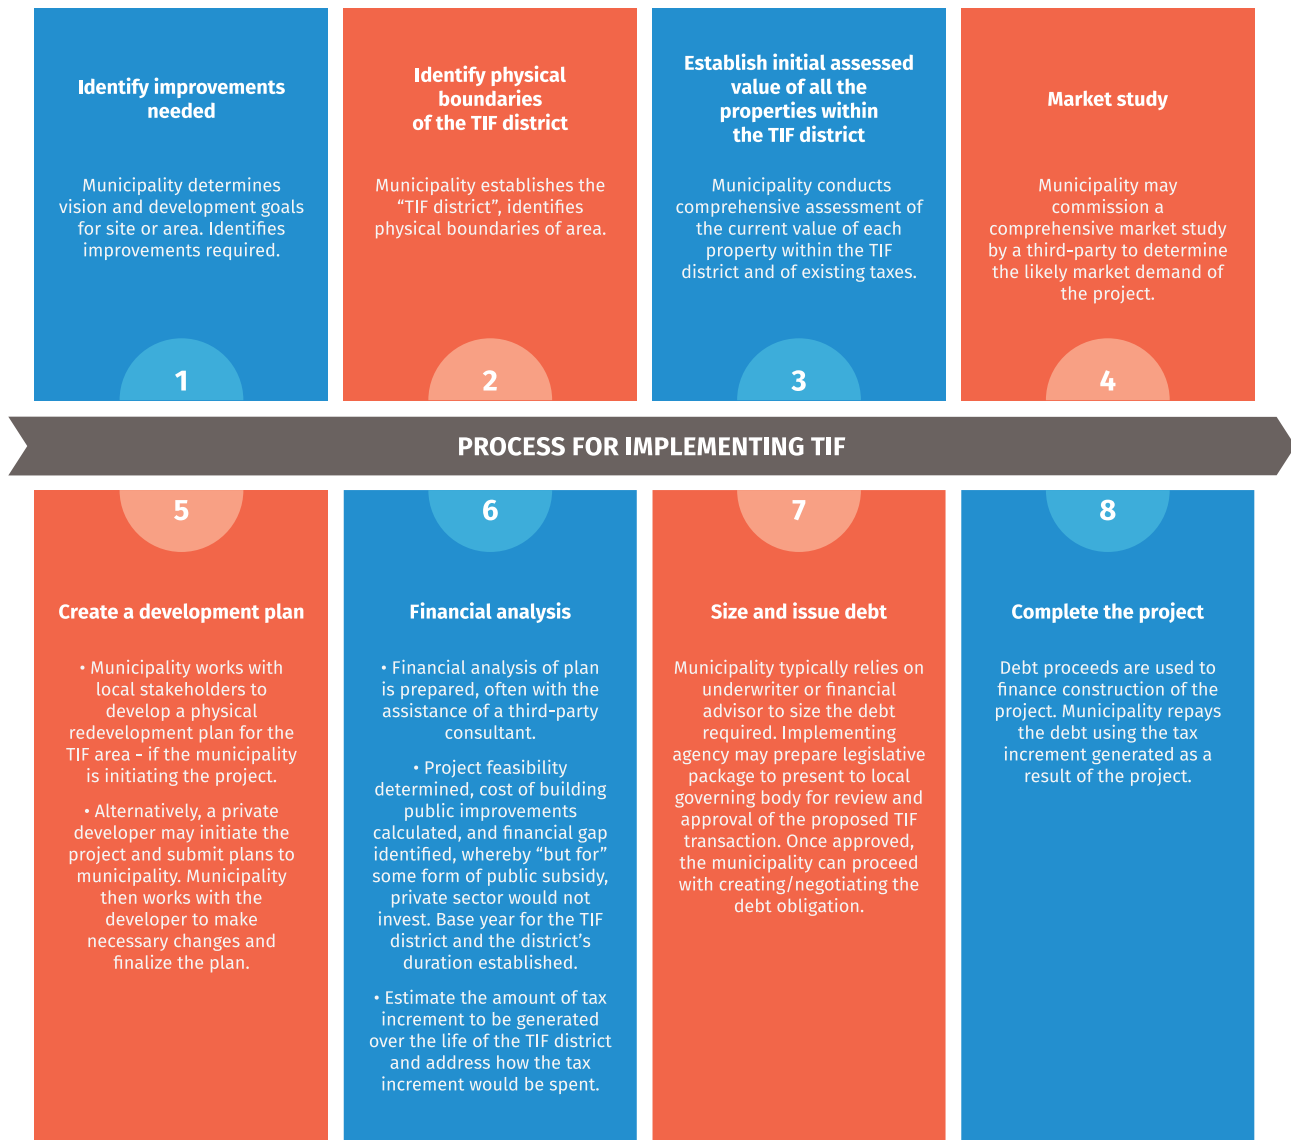 Identify improvements
needed
Municipality determines
vision and development goals
for site or area. Identifies
improvements required.
1
Identify physical
boundaries
of the TIF district
Municipality establishes the
“TIF district”, identifies
physical boundaries of area.
2
Establish initial assessed
value of all the
properties within
the TIF district
Municipality conducts
comprehensive assessment of
the current value of each
property within the TIF
district and of existing taxes.
3
Market study
Municipality may
commission a
comprehensive market study
by a third-party to determine
the likely market demand of
the project.
4
PROCESS FOR IMPLEMENTING TIF
5
Create a development plan
• Municipality works with
local stakeholders to
develop a physical
redevelopment plan for the
TIF area - if the municipality
is initiating the project.
• Alternatively, a private
developer may initiate the
project and submit plans to
municipality. Municipality
then works with the
developer to make
necessary changes and
finalize the plan.
6
Financial analysis
• Financial analysis of plan
is prepared, often with the
assistance of a third-party
consultant.
• Project feasibility
determined, cost of building
public improvements
calculated, and financial gap
identified, whereby “but for”
some form of public subsidy,
private sector would not
invest. Base year for the TIF
district and the district’s
duration established.
• Estimate the amount of tax
increment to be generated
over the life of the TIF district
and address how the tax
increment would be spent.
7
Size and issue debt
Municipality typically relies on
underwriter or financial
advisor to size the debt
required. Implementing
agency may prepare legislative
package to present to local
governing body for review and
approval of the proposed TIF
transaction. Once approved,
the municipality can proceed
with creating/negotiating the
debt obligation.
8
Complete the project
Debt proceeds are used to
finance construction of the
project. Municipality repays
the debt using the tax
increment generated as a
result of the project.